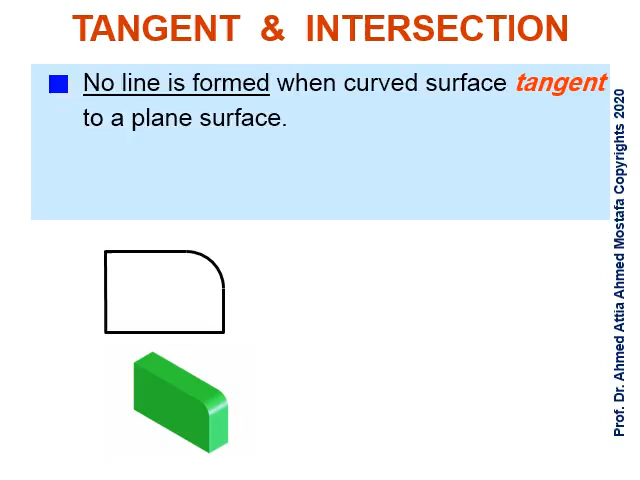 TANGENT & INTERSECTION
No line is formed when curved surface tangent
to a plane surface.
Prof. Dr. Ahmed Attia Ahmed Mostafa Copyrights 2020